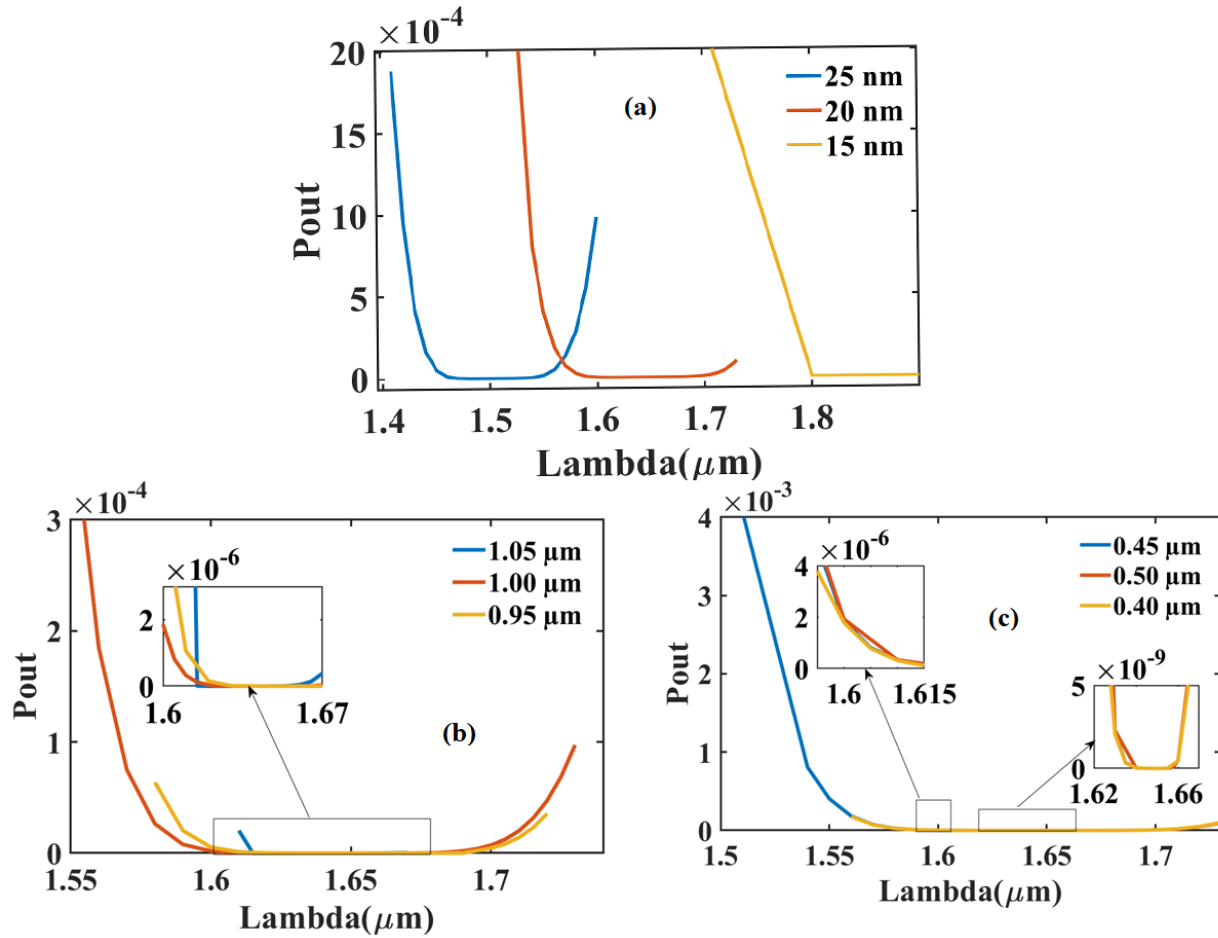 ×10⁻⁴
20
15
10
5
0
Pout
25 nm
20 nm
15 nm
(a)
1.4 1.5 1.6 1.7 1.8
Lambda(μm)
×10⁻⁴
3
2
1
0
Pout
1.05 μm
1.00 μm
0.95 μm
×10⁻⁶
2
0
1.6 1.67
(b)
1.55 1.6 1.65 1.7
Lambda(μm)
×10⁻³
4
3
2
1
0
Pout
0.45 μm
0.50 μm
0.40 μm
×10⁻⁶
4
2
0
1.6 1.615
(c)
×10⁻⁹
5
0
1.62 1.66
1.5 1.55 1.6 1.65 1.7
Lambda(μm)